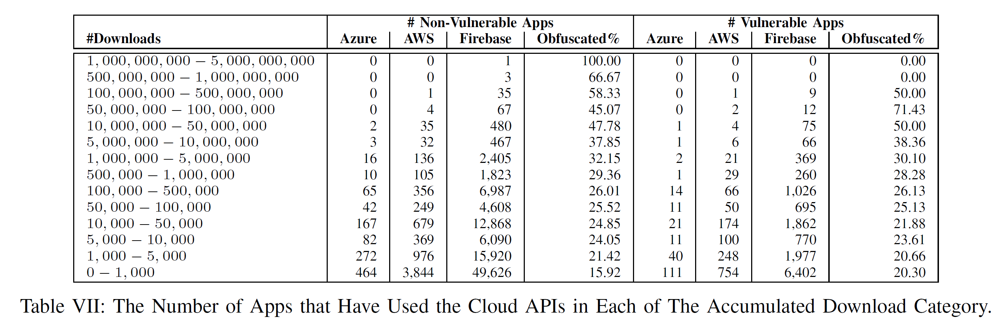 # Non-Vulnerable Apps # Vulnerable Apps
#Downloads Azure AWS Firebase Obfuscated% Azure AWS Firebase Obfuscated%
1,000,000,000 − 5,000,000,000 0 0 1 100.00 0 0 0 0.00
500,000,000 − 1,000,000,000 0 0 3 66.67 0 0 0 0.00
100,000,000 − 500,000,000 0 1 35 58.33 0 1 9 50.00
50,000,000 − 100,000,000 0 4 67 45.07 0 2 12 71.43
10,000,000 − 50,000,000 2 35 480 47.78 1 4 75 50.00
5,000,000 − 10,000,000 3 32 467 37.85 1 6 66 38.36
1,000,000 − 5,000,000 16 136 2,405 32.15 2 21 369 30.10
500,000 − 1,000,000 10 105 1,823 29.36 1 29 260 28.28
100,000 − 500,000 65 356 6,987 26.01 14 66 1,026 26.13
50,000 − 100,000 42 249 4,608 25.52 11 50 695 25.13
10,000 − 50,000 167 679 12,868 24.85 21 174 1,862 21.88
5,000 − 10,000 82 369 6,090 24.05 11 100 770 23.61
1,000 − 5,000 272 976 15,920 21.42 40 248 1,977 20.66
0 − 1,000 464 3,844 49,626 15.92 111 754 6,402 20.30
Table VII: The Number of Apps that Have Used the Cloud APIs in Each of The Accumulated Download Category.